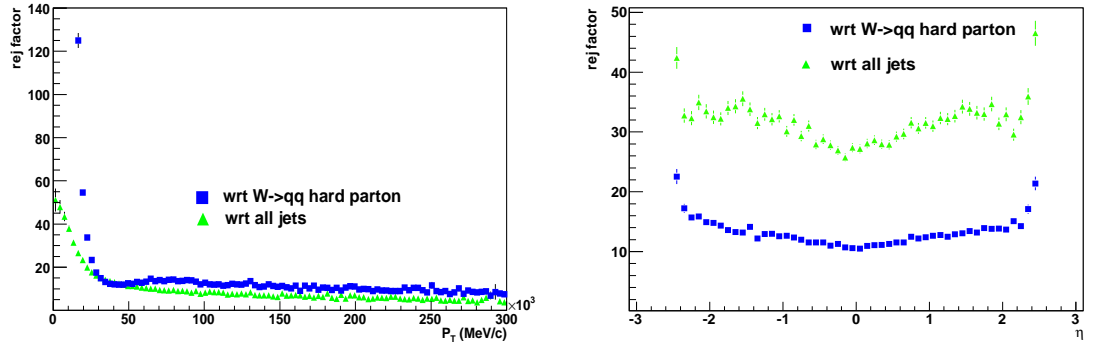 rej factor
140
120
100
80
60
40
20
wrt W->qq hard parton
wrt all jets
0 50 100 150 200 250 300
×10³
P_T (MeV/c)
rej factor
50
40
30
20
10
0
wrt W->qq hard parton
wrt all jets
-3 -2 -1 0 1 2 3
η